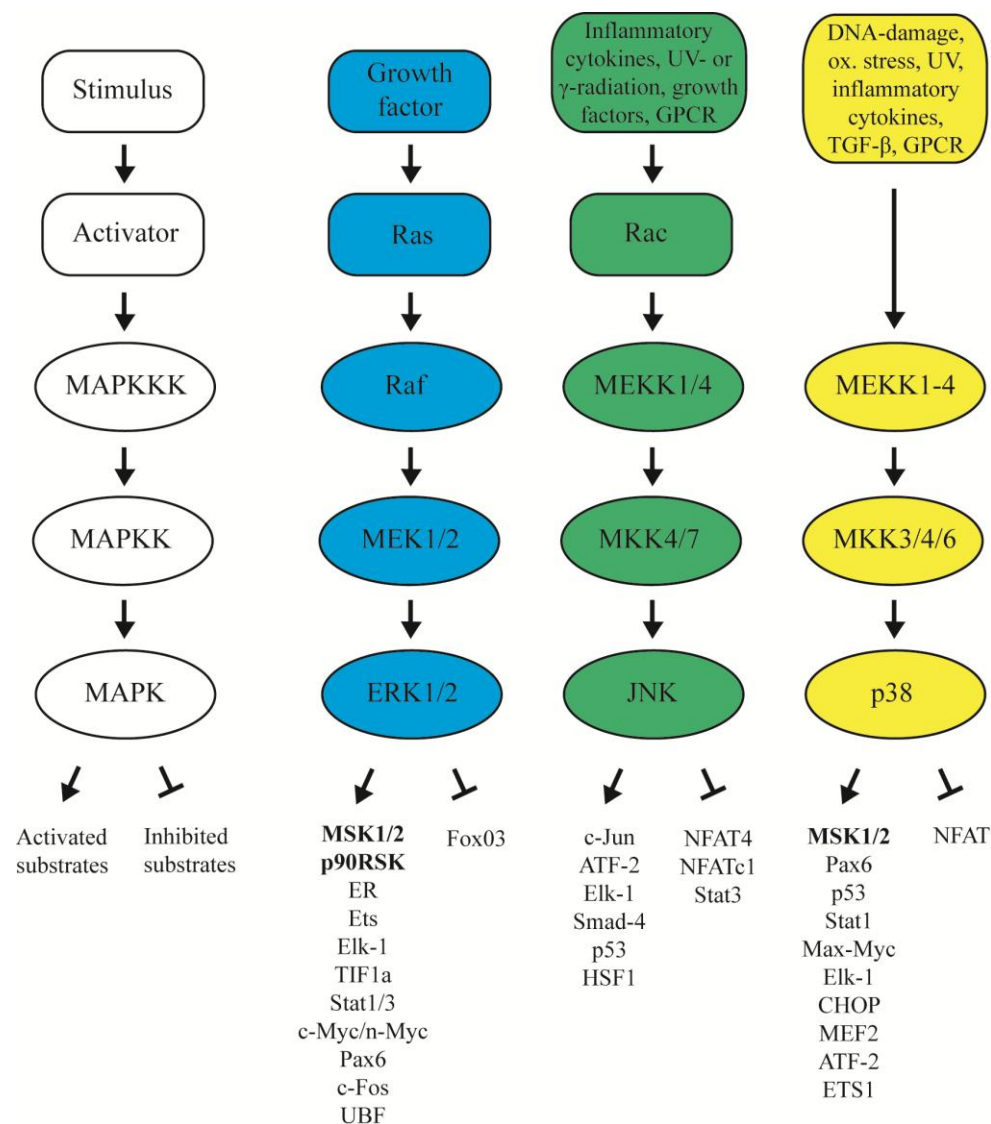 Stimulus
Activator
MAPKKK
MAPKK
MAPK
Activated
substrates
Inhibited
substrates
Growth
factor
Ras
Raf
MEK1/2
ERK1/2
MSK1/2
p90RSK
ER
Ets
Elk-1
TIF1a
Stat1/3
c-Myc/n-Myc
Pax6
c-Fos
UBF
Fox03
Inflammatory
cytokines, UV- or
γ-radiation, growth
factors, GPCR
Rac
MEKK1/4
MKK4/7
JNK
c-Jun
ATF-2
Elk-1
Smad-4
p53
HSF1
NFAT4
NFATc1
Stat3
DNA-damage,
ox. stress, UV,
inflammatory
cytokines,
TGF-β, GPCR
MEKK1-4
MKK3/4/6
p38
MSK1/2
Pax6
p53
Stat1
Max-Myc
Elk-1
CHOP
MEF2
ATF-2
ETS1
NFAT